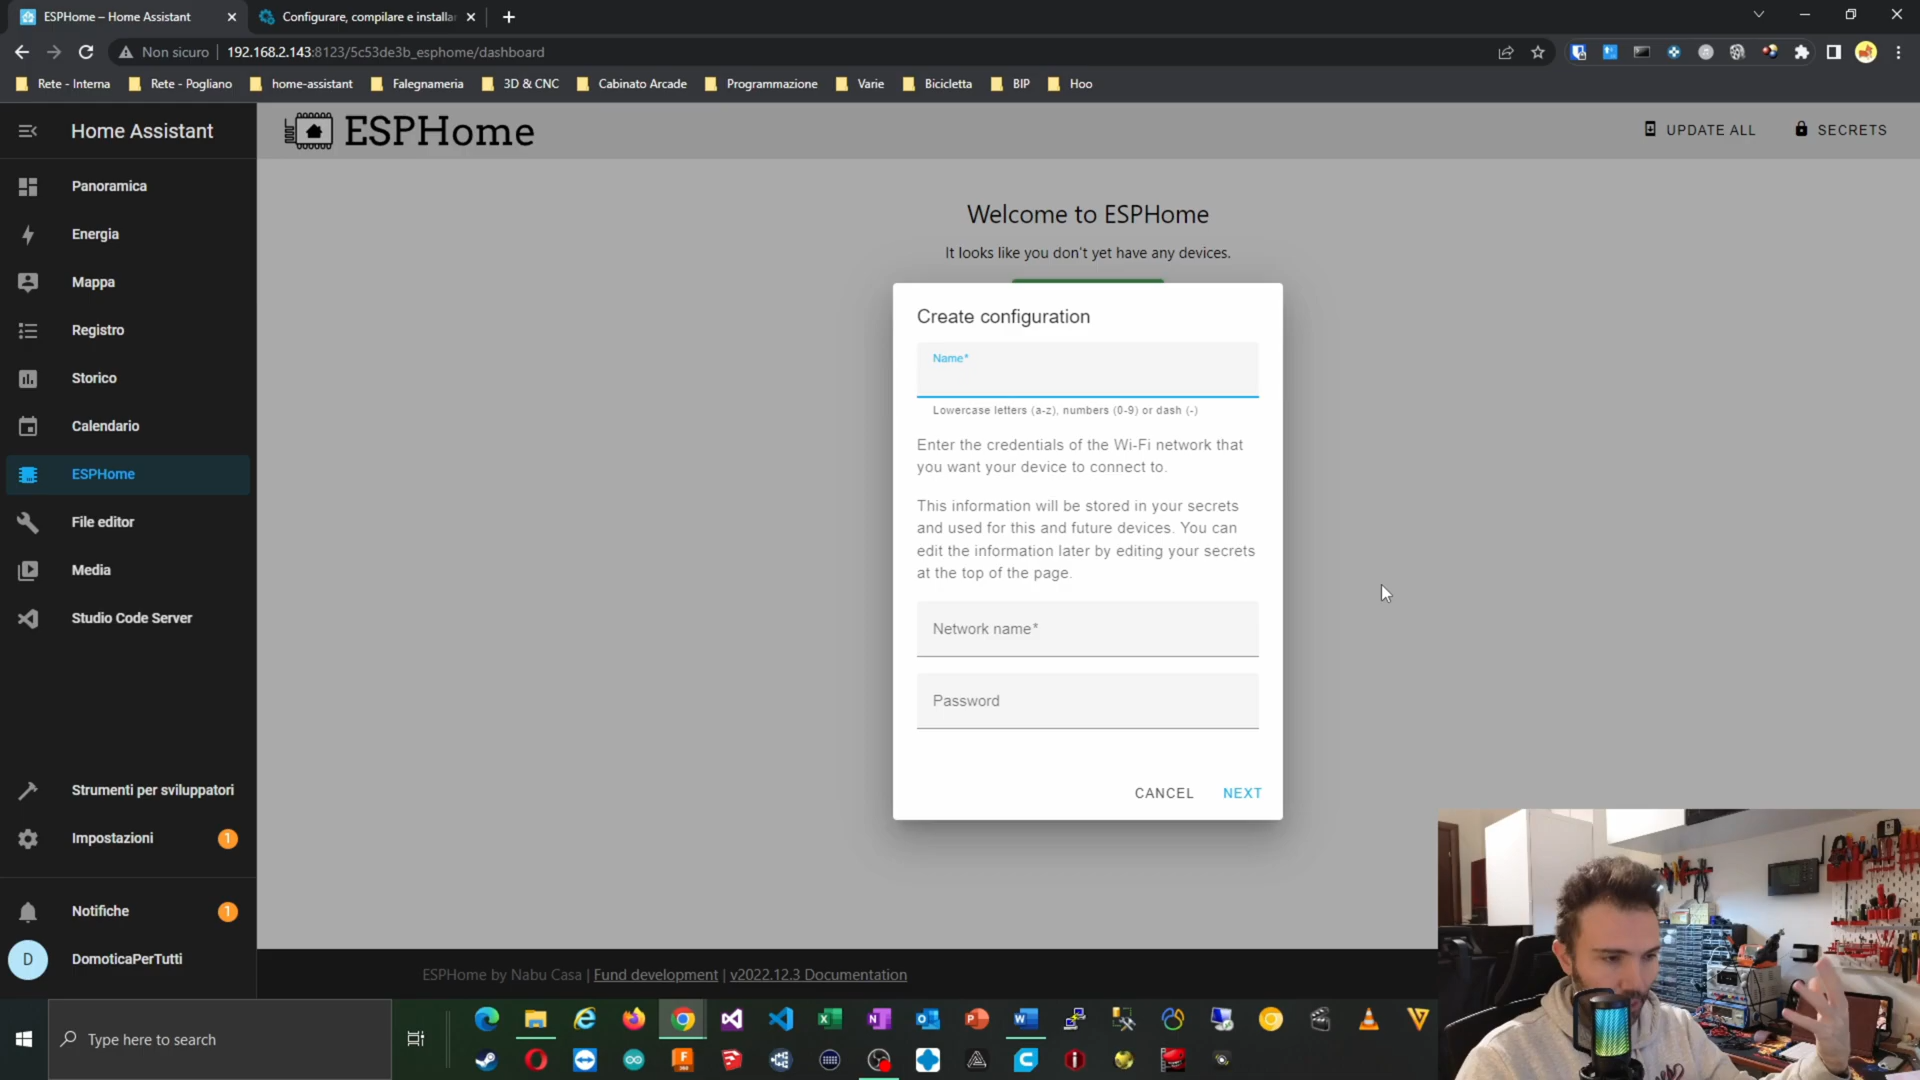 ESPHome – Home Assistant
Configurare, compilare e installar
Non sicuro
192.168.2.143:8123/5c53de3b_esphome/dashboard
Rete - Interna
Rete - Pogliano
home-assistant
Falegnameria
3D & CNC
Cabinato Arcade
Programmazione
Varie
Bicicletta
BIP
Hoo
Home Assistant
ESPHome
UPDATE ALL
SECRETS
Panoramica
Energia
Mappa
Registro
Storico
Calendario
ESPHome
File editor
Media
Studio Code Server
Strumenti per sviluppatori
Impostazioni
1
Notifiche
1
D
DomoticaPerTutti
Welcome to ESPHome
It looks like you don't yet have any devices.
Create configuration
Name*
Lowercase letters (a-z), numbers (0-9) or dash (-)
Enter the credentials of the Wi-Fi network that
you want your device to connect to.
This information will be stored in your secrets
and used for this and future devices. You can
edit the information later by editing your secrets
at the top of the page.
Network name*
Password
CANCEL
NEXT
ESPHome by Nabu Casa | Fund development | v2022.12.3 Documentation
Type here to search